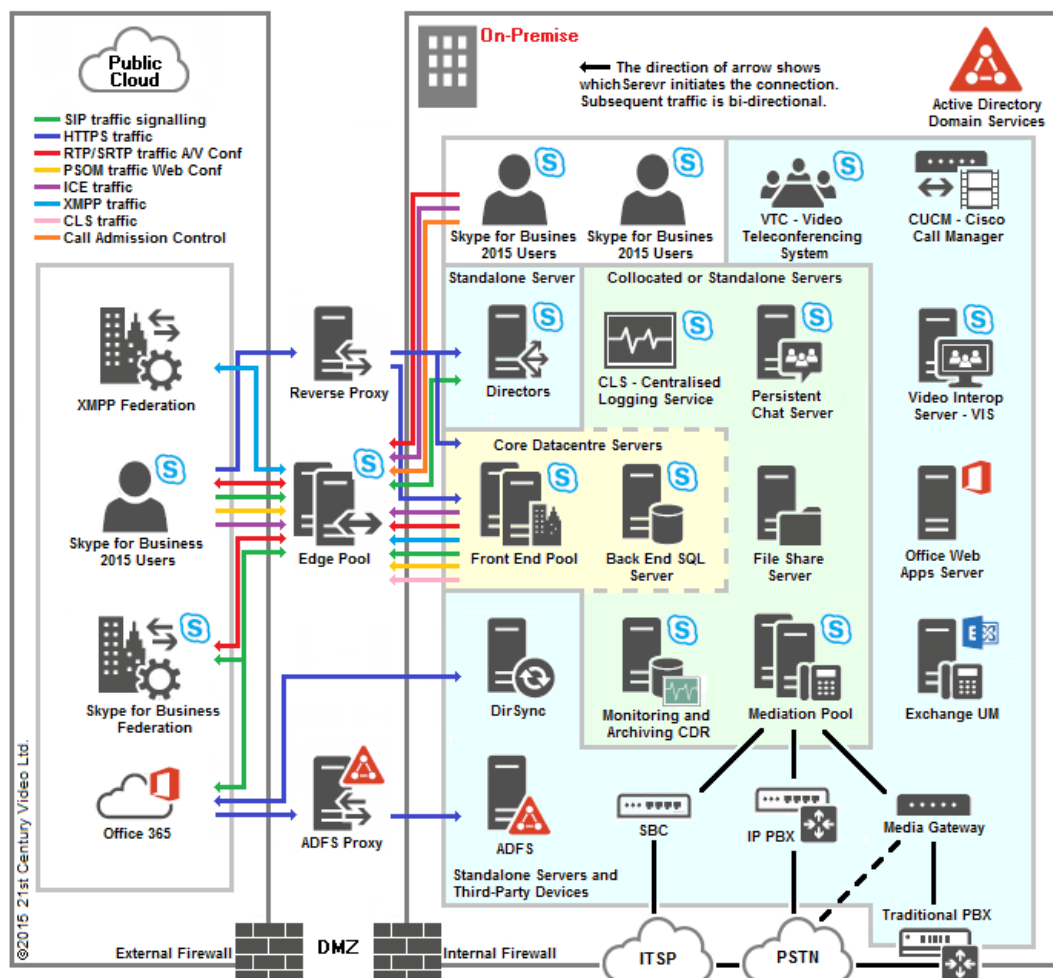 Public
Cloud
SIP traffic signalling
HTTPS traffic
RTP/SRTP traffic A/V Conf
PSOM traffic Web Conf
ICE traffic
XMPP traffic
CLS traffic
Call Admission Control
On-Premise
The direction of arrow shows
which Serevr initiates the connection.
Subsequent traffic is bi-directional.
Active Directory
Domain Services
S
S
S
Skype for Busines
2015 Users
Skype for Busines
2015 Users
VTC - Video
Teleconferencing
System
CUCM - Cisco
Call Manager
Standalone Server
Collocated or Standalone Servers
S
S
S
S
XMPP Federation
Reverse Proxy
Directors
CLS - Centralised
Logging Service
Persistent
Chat Server
Video Interop
Server - VIS
Core Datacentre Servers
S
S
S
S
Skype for Business
2015 Users
Edge Pool
Front End Pool
Back End SQL
Server
File Share
Server
Office Web
Apps Server
S
S
S
E
Skype for Business
Federation
DirSync
Monitoring and
Archiving CDR
Mediation Pool
Exchange UM
Office 365
ADFS Proxy
ADFS
SBC
IP PBX
Media Gateway
Standalone Servers and
Third-Party Devices
Traditional PBX
©2015 21st Century Video Ltd.
External Firewall
DMZ
Internal Firewall
ITSP
PSTN